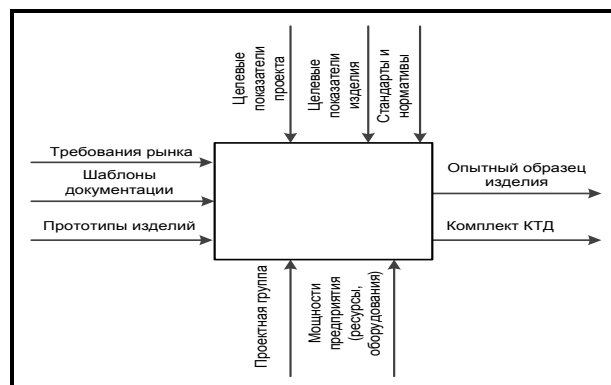 Целевые
показатели
проекта
Целевые
показатели
изделия
Стандарты и
нормативы
Требования рынка
Шаблоны
документации
Прототипы изделий
Опытный образец
изделия
Комплект КТД
Проектная группа
Мощности
предприятия
(ресурсы,
оборудования)